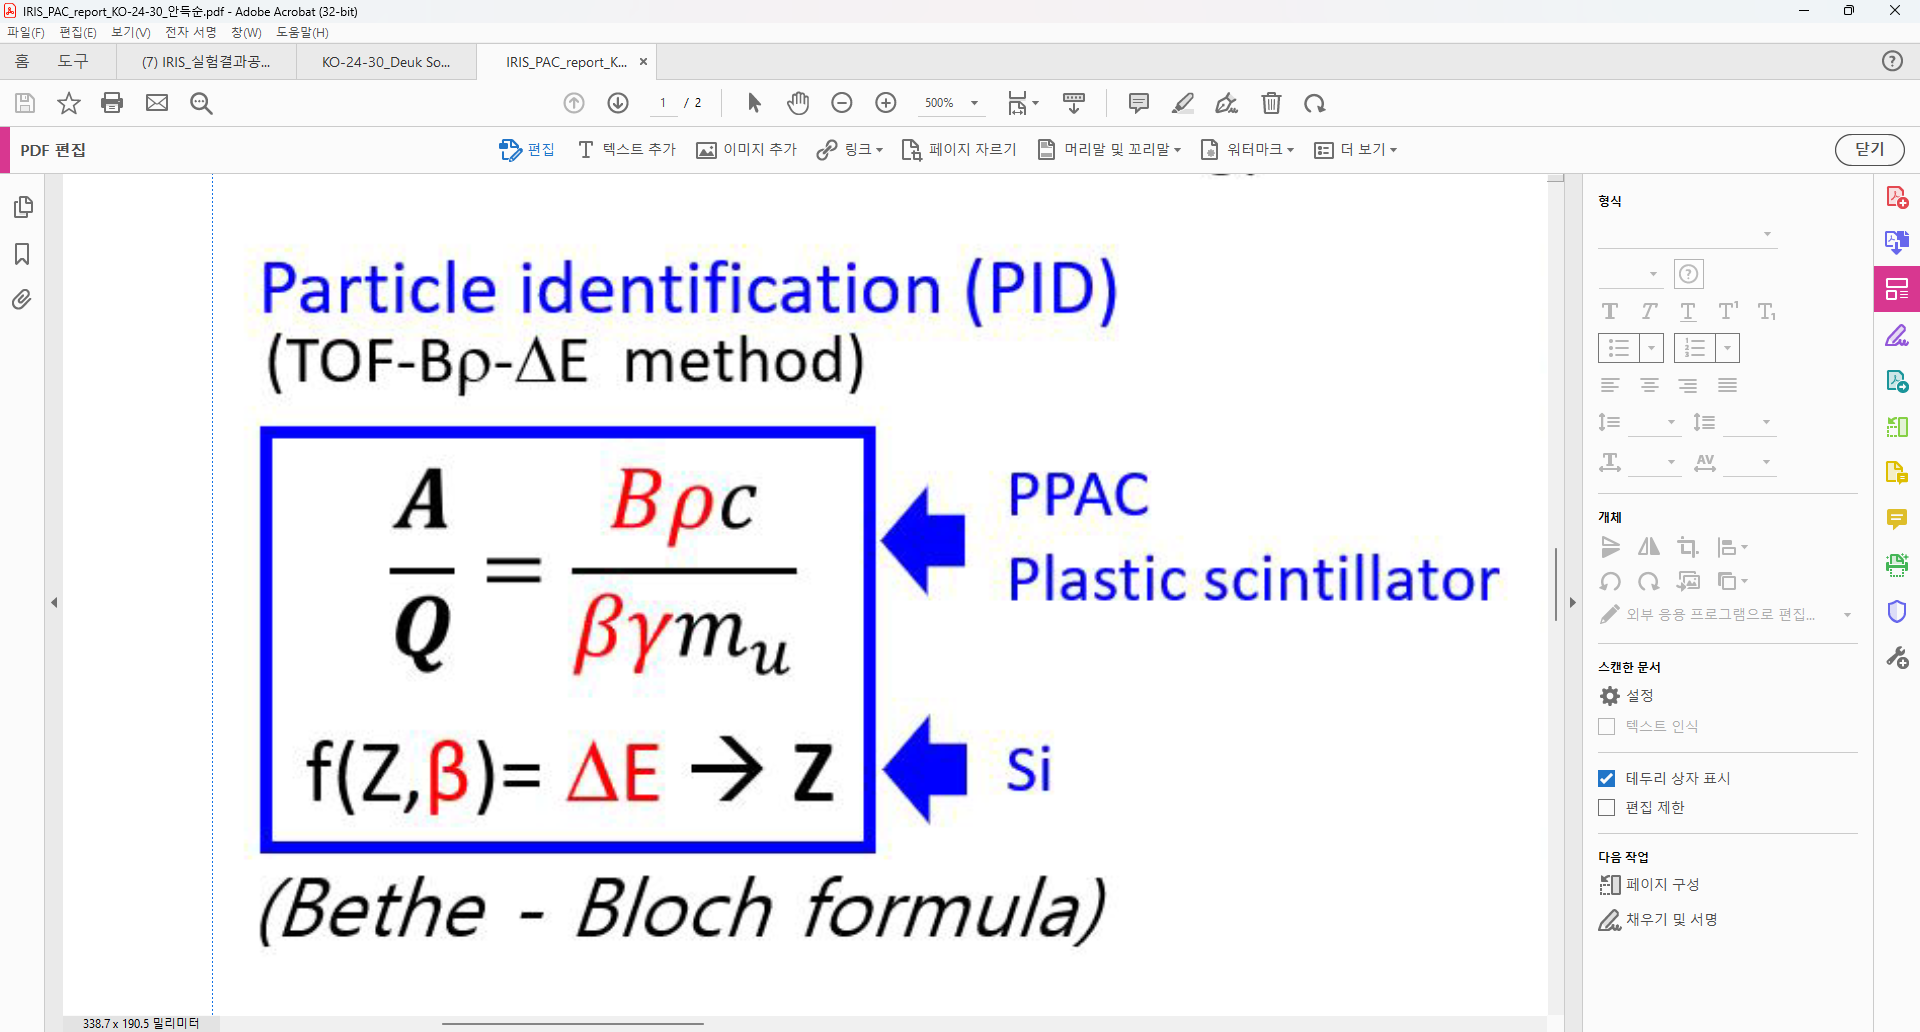 IRIS_PAC_report_KO-24-30_안득순.pdf - Adobe Acrobat (32-bit)
파일(F) 편집(E) 보기(V) 전자 서명 창(W) 도움말(H)
홈 도구 (7) IRIS_실험결과공... KO-24-30_Deuk So... IRIS_PAC_report_K... ×
1 / 2 500%
PDF 편집 편집 텍스트 추가 이미지 추가 링크 페이지 자르기 머리말 및 꼬리말 워터마크 더 보기 닫기
Particle identification (PID)
(TOF-Bρ-ΔE method)
A/Q = Bρc/βγm_u
PPAC
Plastic scintillator
f(Z,β)= ΔE → Z
Si
(Bethe - Bloch formula)
338.7 x 190.5 밀리미터
형식
개체
외부 응용 프로그램으로 편집...
스캔한 문서
설정
텍스트 인식
테두리 상자 표시
편집 제한
다음 작업
페이지 구성
채우기 및 서명